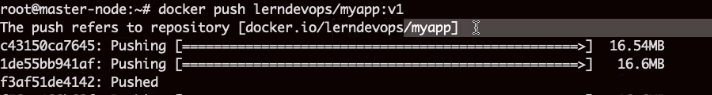 root@master-node:~# docker push lerndevops/myapp:v1
The push refers to repository [docker.io/lerndevops/myapp]
c43150ca7645: Pushing [==================================================>]  16.54MB
1de55bb941af: Pushing [==================================================>]  16.6MB
f3af51de4142: Pushed